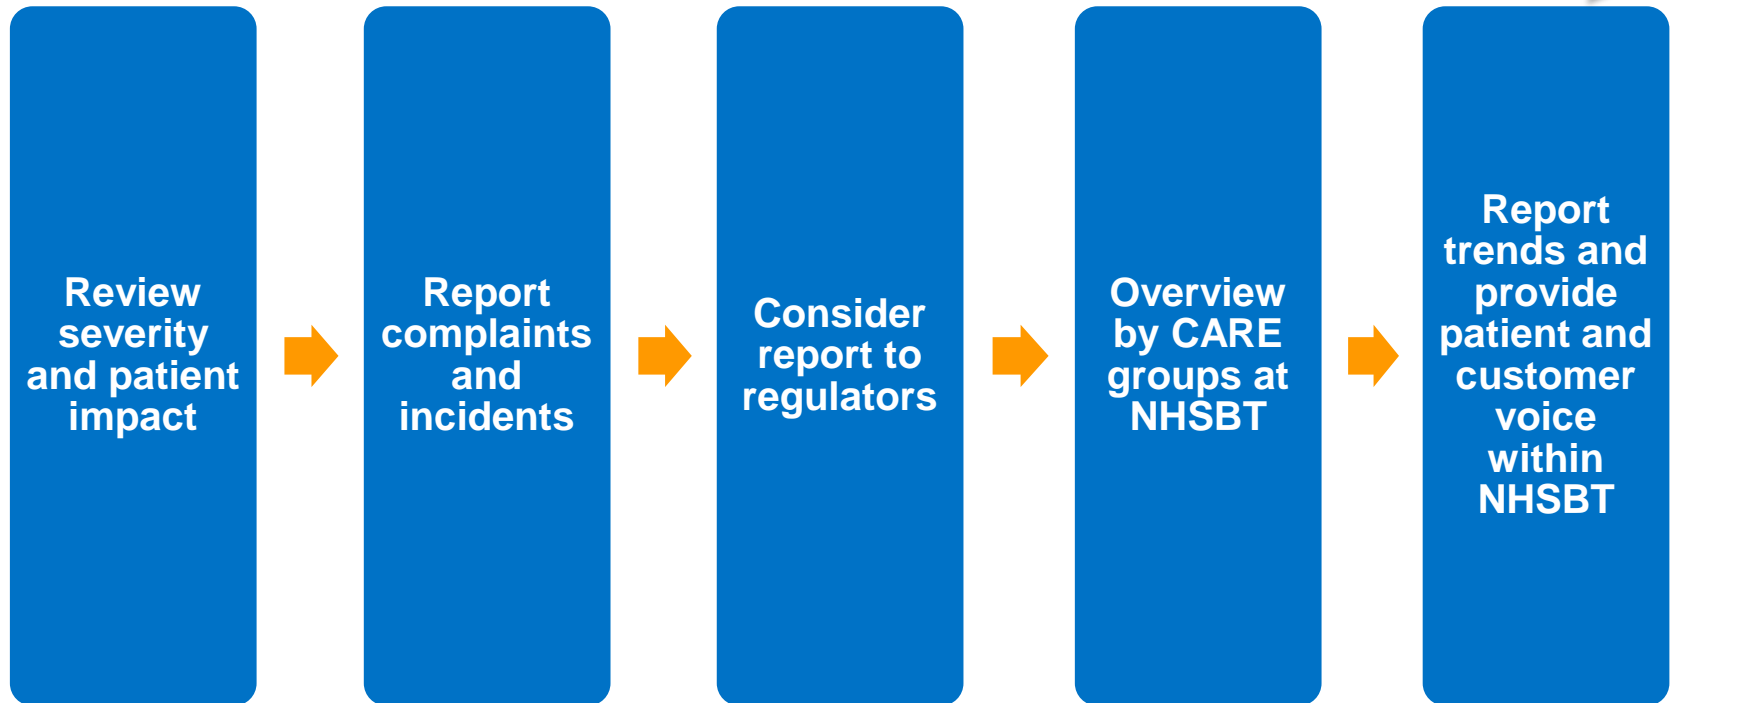 Review
severity
and patient
impact
Report
complaints
and
incidents
Consider
report to
regulators
Overview
by CARE
groups at
NHSBT
Report
trends and
provide
patient and
customer
voice
within
NHSBT